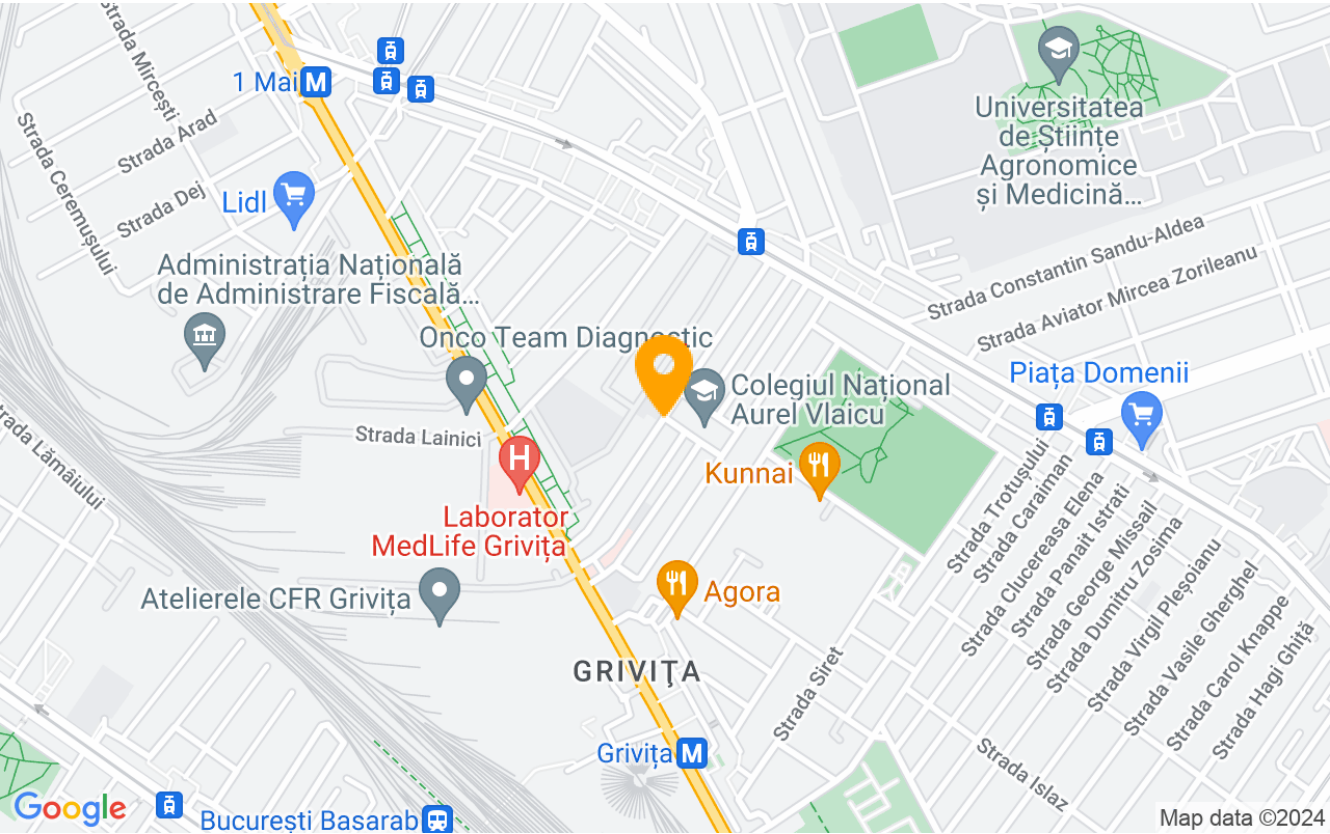 Strada Mircești
1 Mai
M
Strada Arad
Strada Ceremușului
Lidl
Strada Dej
Universitatea
de Științe
Agronomice
și Medicină...
Administrația Națională
de Administrare Fiscală...
Strada Constantin Sandu-Aldea
Strada Aviator Mircea Zorileanu
Onco Team Diagnostic
Colegiul Național
Aurel Vlaicu
Piața Domenii
Strada Lainici
H
Kunnai
Laborator
MedLife Grivița
Strada Trotușului
Strada Caraiman
Strada Clucereasa Elena
Strada Panait Istrati
Strada George Missail
Strada Dumitru Zosima
Strada Virgil Pleșoianu
Strada Vasile Gherghel
Strada Carol Knappe
Strada Hagi Ghiță
trada Lămâiului
Atelierele CFR Grivița
Agora
GRIVIŢA
Strada Siret
Grivița
M
Strada Islaz
Google
București Basarab
Map data ©2024